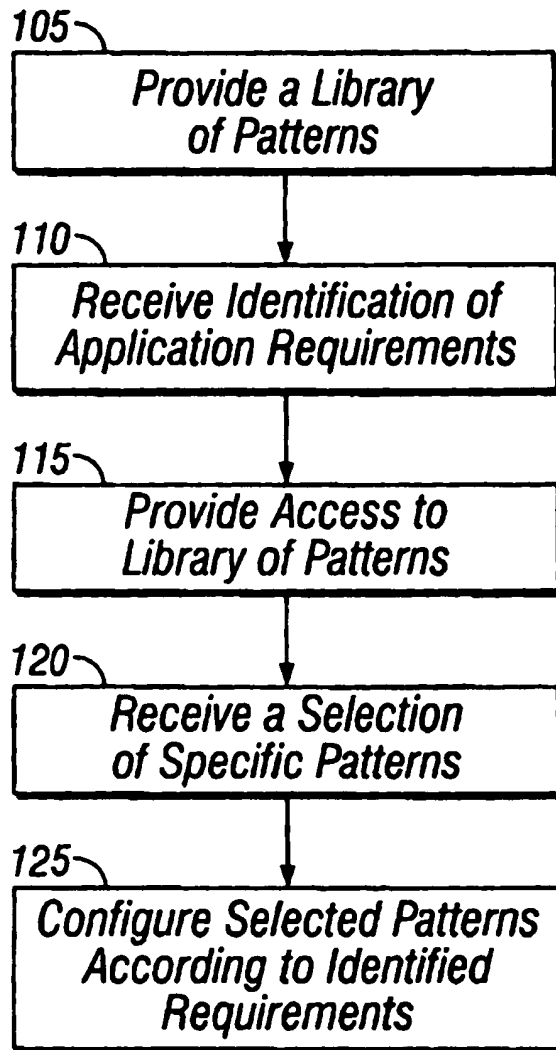 105
Provide a Library
of Patterns
110
Receive Identification of
Application Requirements
115
Provide Access to
Library of Patterns
120
Receive a Selection
of Specific Patterns
125
Configure Selected Patterns
According to Identified
Requirements